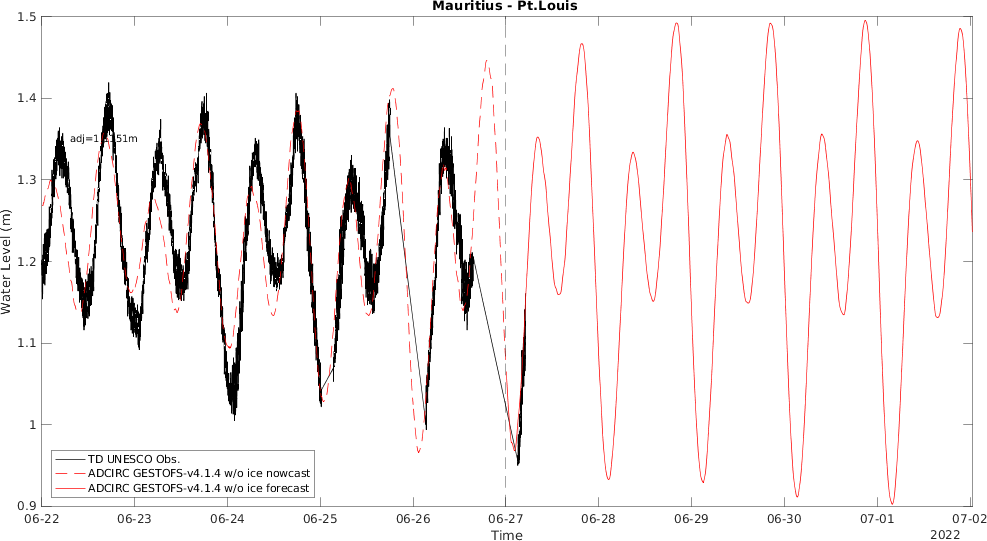 Mauritius - Pt.Louis
1.5
1.4
1.3
1.2
1.1
1
0.9
Water Level (m)
TD UNESCO Obs.
ADCIRC GESTOFS-v4.1.4 w/o ice nowcast
ADCIRC GESTOFS-v4.1.4 w/o ice forecast
06-22 06-23 06-24 06-25 06-26 06-27 06-28 06-29 06-30 07-01 07-02
Time
2022